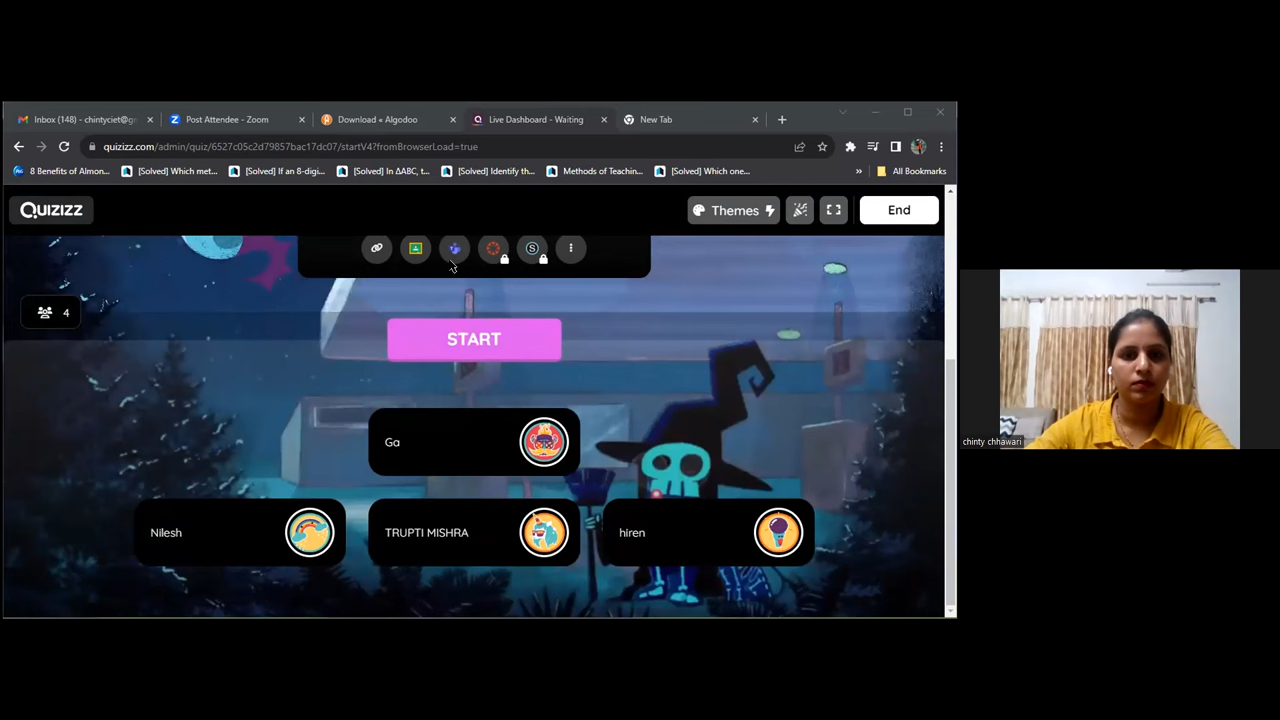 Inbox (148) - chintyciet@g
Post Attendee - Zoom
Download « Algodoo
Live Dashboard - Waiting
New Tab
quizizz.com/admin/quiz/6527c05c2d79857bac17dc07/startV4?fromBrowserLoad=true
8 Benefits of Almon...
[Solved] Which met...
[Solved] If an 8-digi...
[Solved] In ΔABC, t...
[Solved] Identify th...
Methods of Teachin...
[Solved] Which one...
»
All Bookmarks
QUIZIZZ
Themes
End
4
START
Ga
Nilesh
TRUPTI MISHRA
hiren
chinty chhawari